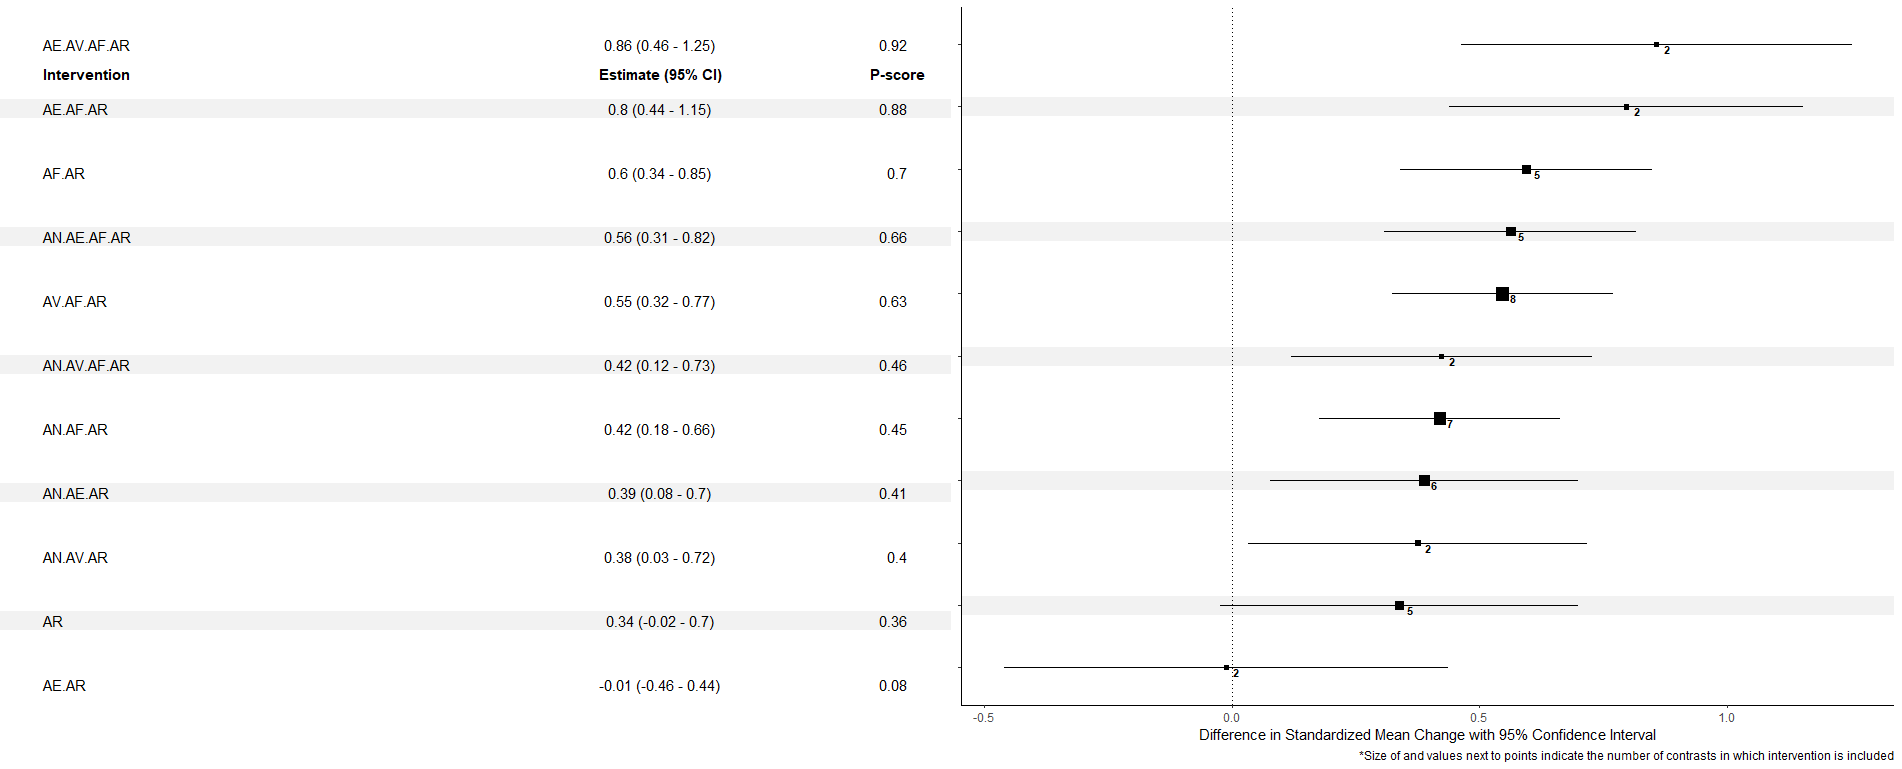 AE.AV.AF.AR 0.86 (0.46 - 1.25) 0.92 2
Intervention Estimate (95% CI) P-score
AE.AF.AR 0.8 (0.44 - 1.15) 0.88 2
AF.AR 0.6 (0.34 - 0.85) 0.7 5
AN.AE.AF.AR 0.56 (0.31 - 0.82) 0.66 5
AV.AF.AR 0.55 (0.32 - 0.77) 0.63 8
AN.AV.AF.AR 0.42 (0.12 - 0.73) 0.46 2
AN.AF.AR 0.42 (0.18 - 0.66) 0.45 7
AN.AE.AR 0.39 (0.08 - 0.7) 0.41 6
AN.AV.AR 0.38 (0.03 - 0.72) 0.4 2
AR 0.34 (-0.02 - 0.7) 0.36 5
AE.AR -0.01 (-0.46 - 0.44) 0.08 2
-0.5 0.0 0.5 1.0
Difference in Standardized Mean Change with 95% Confidence Interval
*Size of and values next to points indicate the number of contrasts in which intervention is included